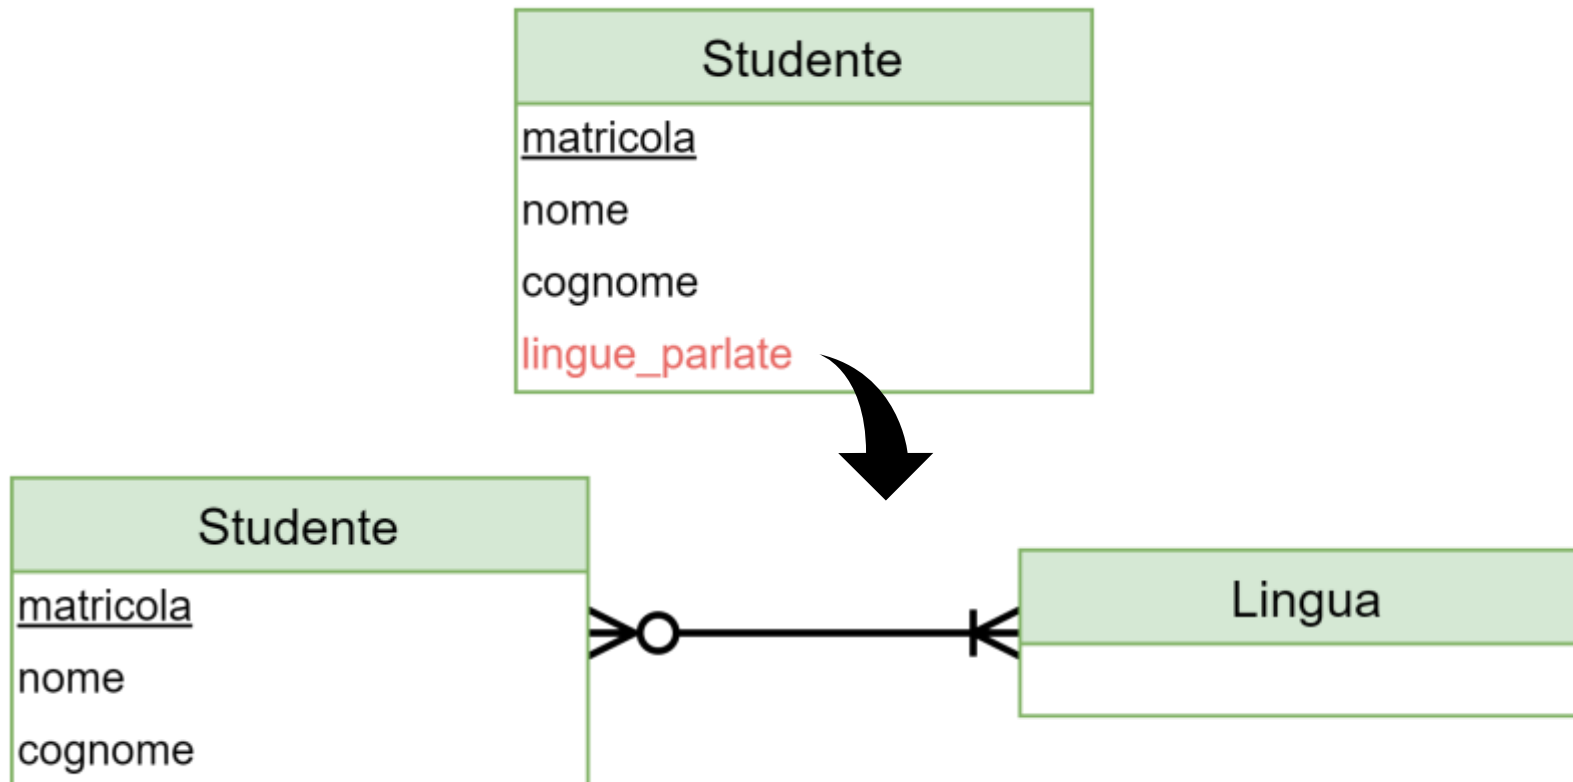 Studente
matricola
nome
cognome
lingue_parlate
Studente
matricola
nome
cognome
Lingua